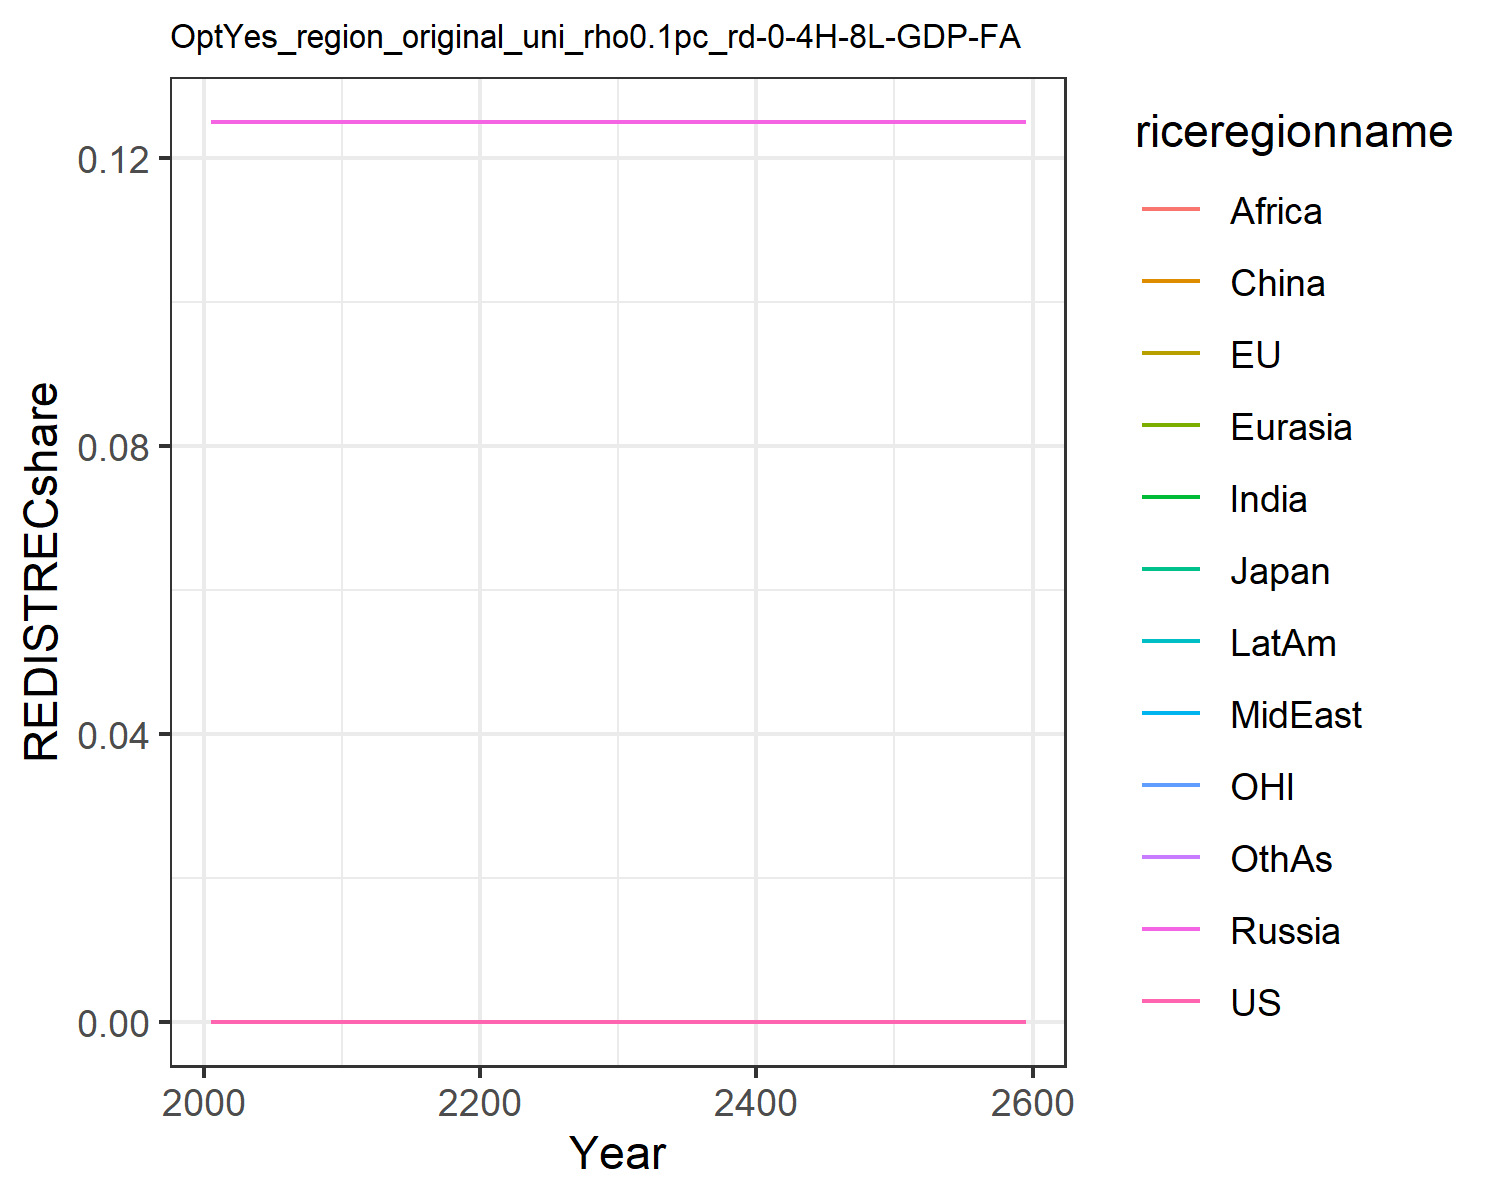 OptYes_region_original_uni_rho0.1pc_rd-0-4H-8L-GDP-FA
REDISTRECshare
0.12
0.08
0.04
0.00
2000 2200 2400 2600
Year
riceregionname
Africa
China
EU
Eurasia
India
Japan
LatAm
MidEast
OHI
OthAs
Russia
US